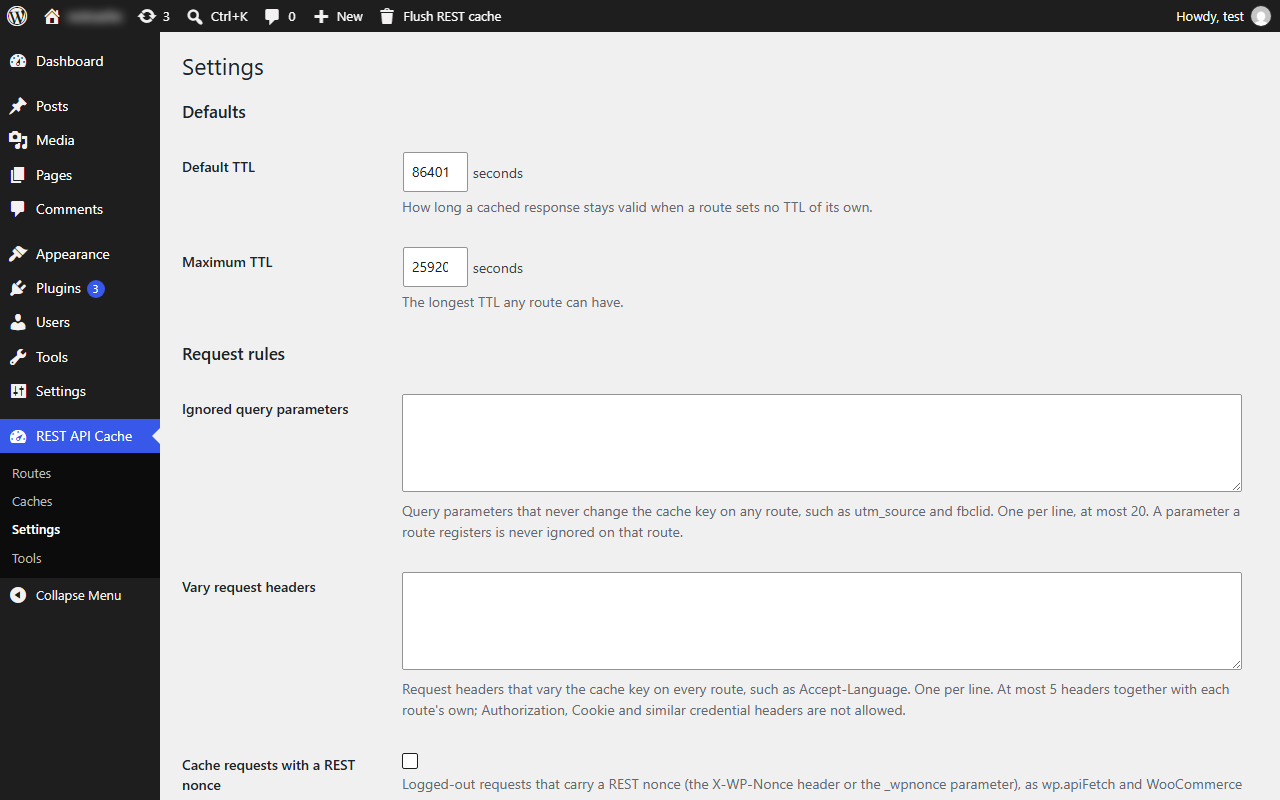 3
Ctrl+K
0
New
Flush REST cache
Howdy, test
Dashboard
Posts
Media
Pages
Comments
Appearance
Plugins 3
Users
Tools
Settings
REST API Cache
Routes
Caches
Settings
Tools
Collapse Menu
Settings
Defaults
Default TTL
86401 seconds
How long a cached response stays valid when a route sets no TTL of its own.
Maximum TTL
25920 seconds
The longest TTL any route can have.
Request rules
Ignored query parameters
Query parameters that never change the cache key on any route, such as utm_source and fbclid. One per line, at most 20. A parameter a
route registers is never ignored on that route.
Vary request headers
Request headers that vary the cache key on every route, such as Accept-Language. One per line. At most 5 headers together with each
route's own; Authorization, Cookie and similar credential headers are not allowed.
Cache requests with a REST
nonce
Logged-out requests that carry a REST nonce (the X-WP-Nonce header or the _wpnonce parameter), as wp.apiFetch and WooCommerce